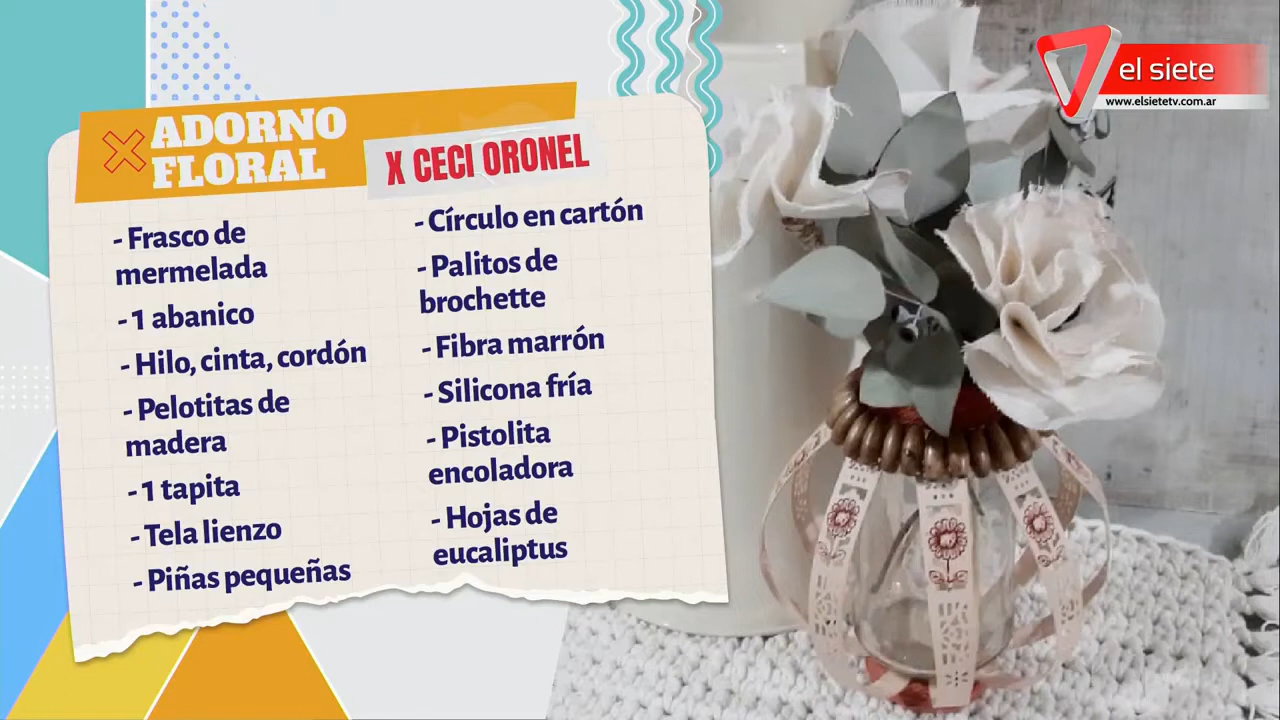 ADORNO
FLORAL
X CECI ORONEL
- Frasco de
mermelada
- 1 abanico
- Hilo, cinta, cordón
- Pelotitas de
madera
- 1 tapita
- Tela lienzo
- Piñas pequeñas
- Círculo en cartón
- Palitos de
brochette
- Fibra marrón
- Silicona fría
- Pistolita
encoladora
- Hojas de
eucaliptus
el siete
www.elsietetv.com.ar